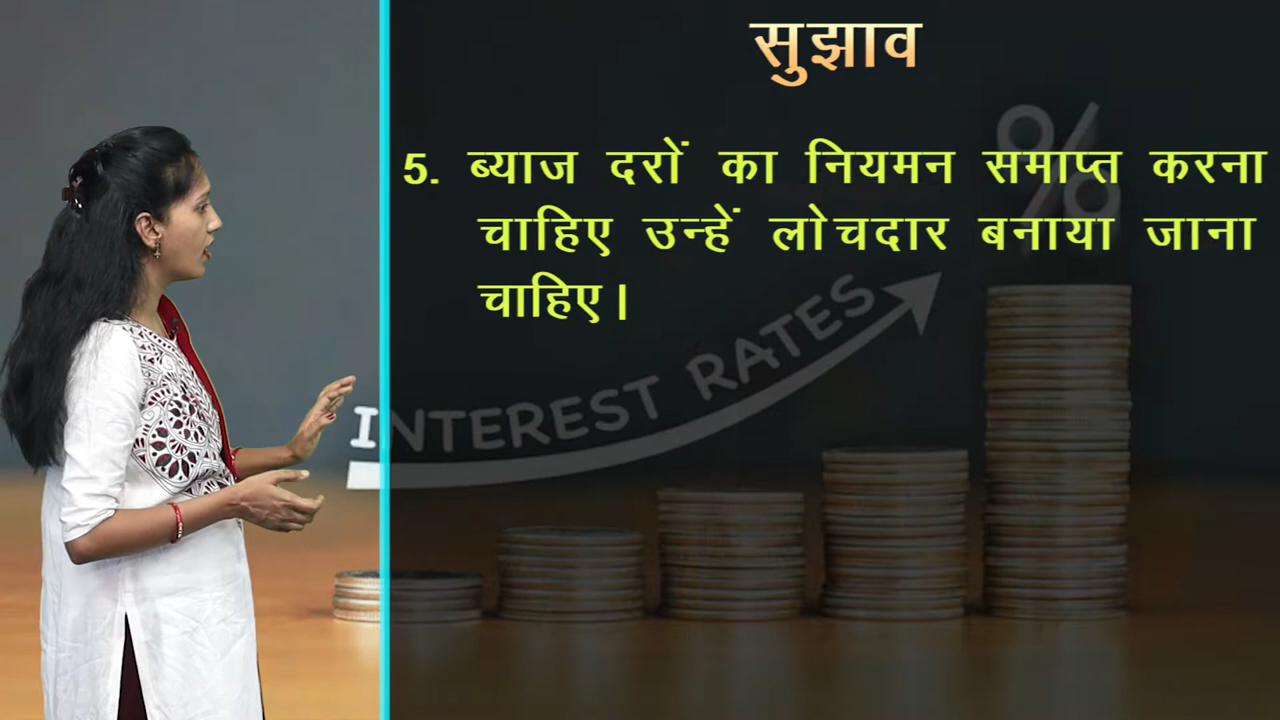 सुझाव
5. ब्याज दरों का नियमन समाप्त करना
चाहिए उन्हें लोचदार बनाया जाना
चाहिए।
INTEREST RATES
%